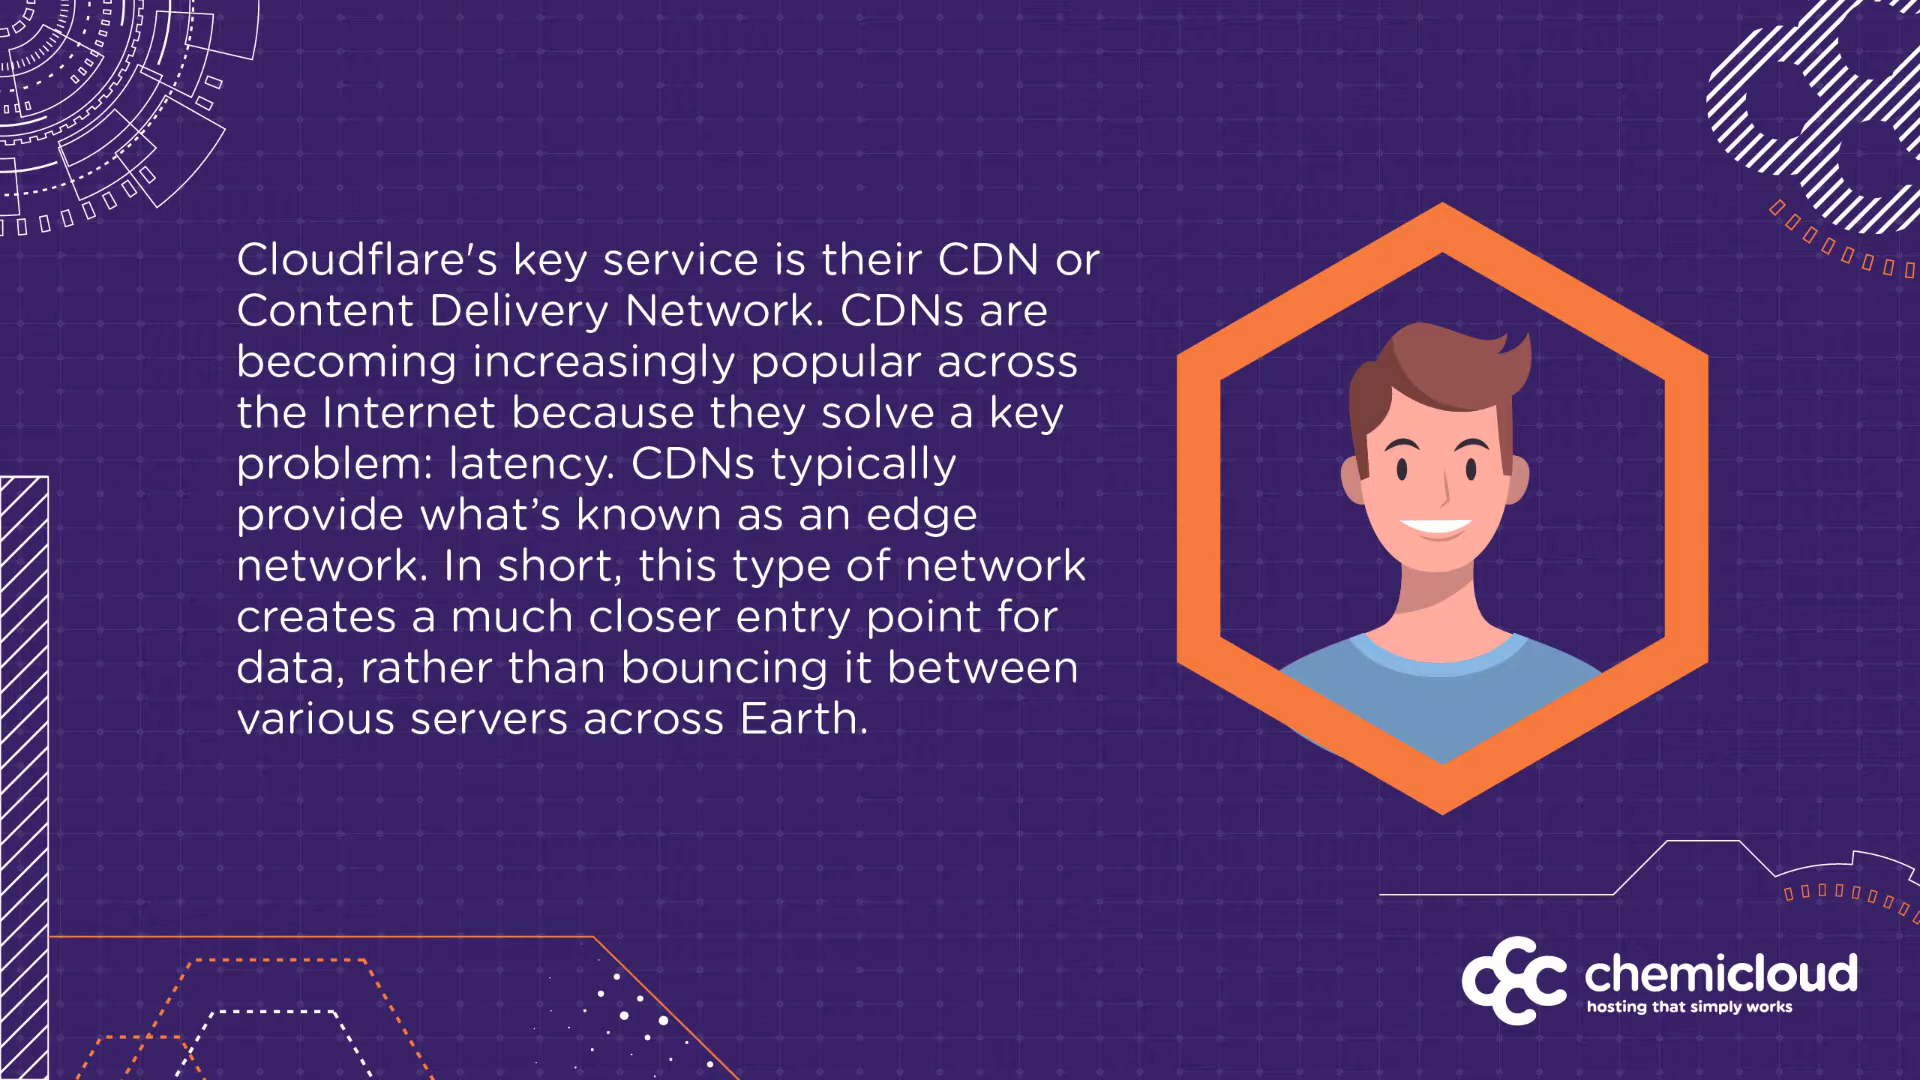 Cloudflare's key service is their CDN or
Content Delivery Network. CDNs are
becoming increasingly popular across
the Internet because they solve a key
problem: latency. CDNs typically
provide what’s known as an edge
network. In short, this type of network
creates a much closer entry point for
data, rather than bouncing it between
various servers across Earth.
chemicloud
hosting that simply works